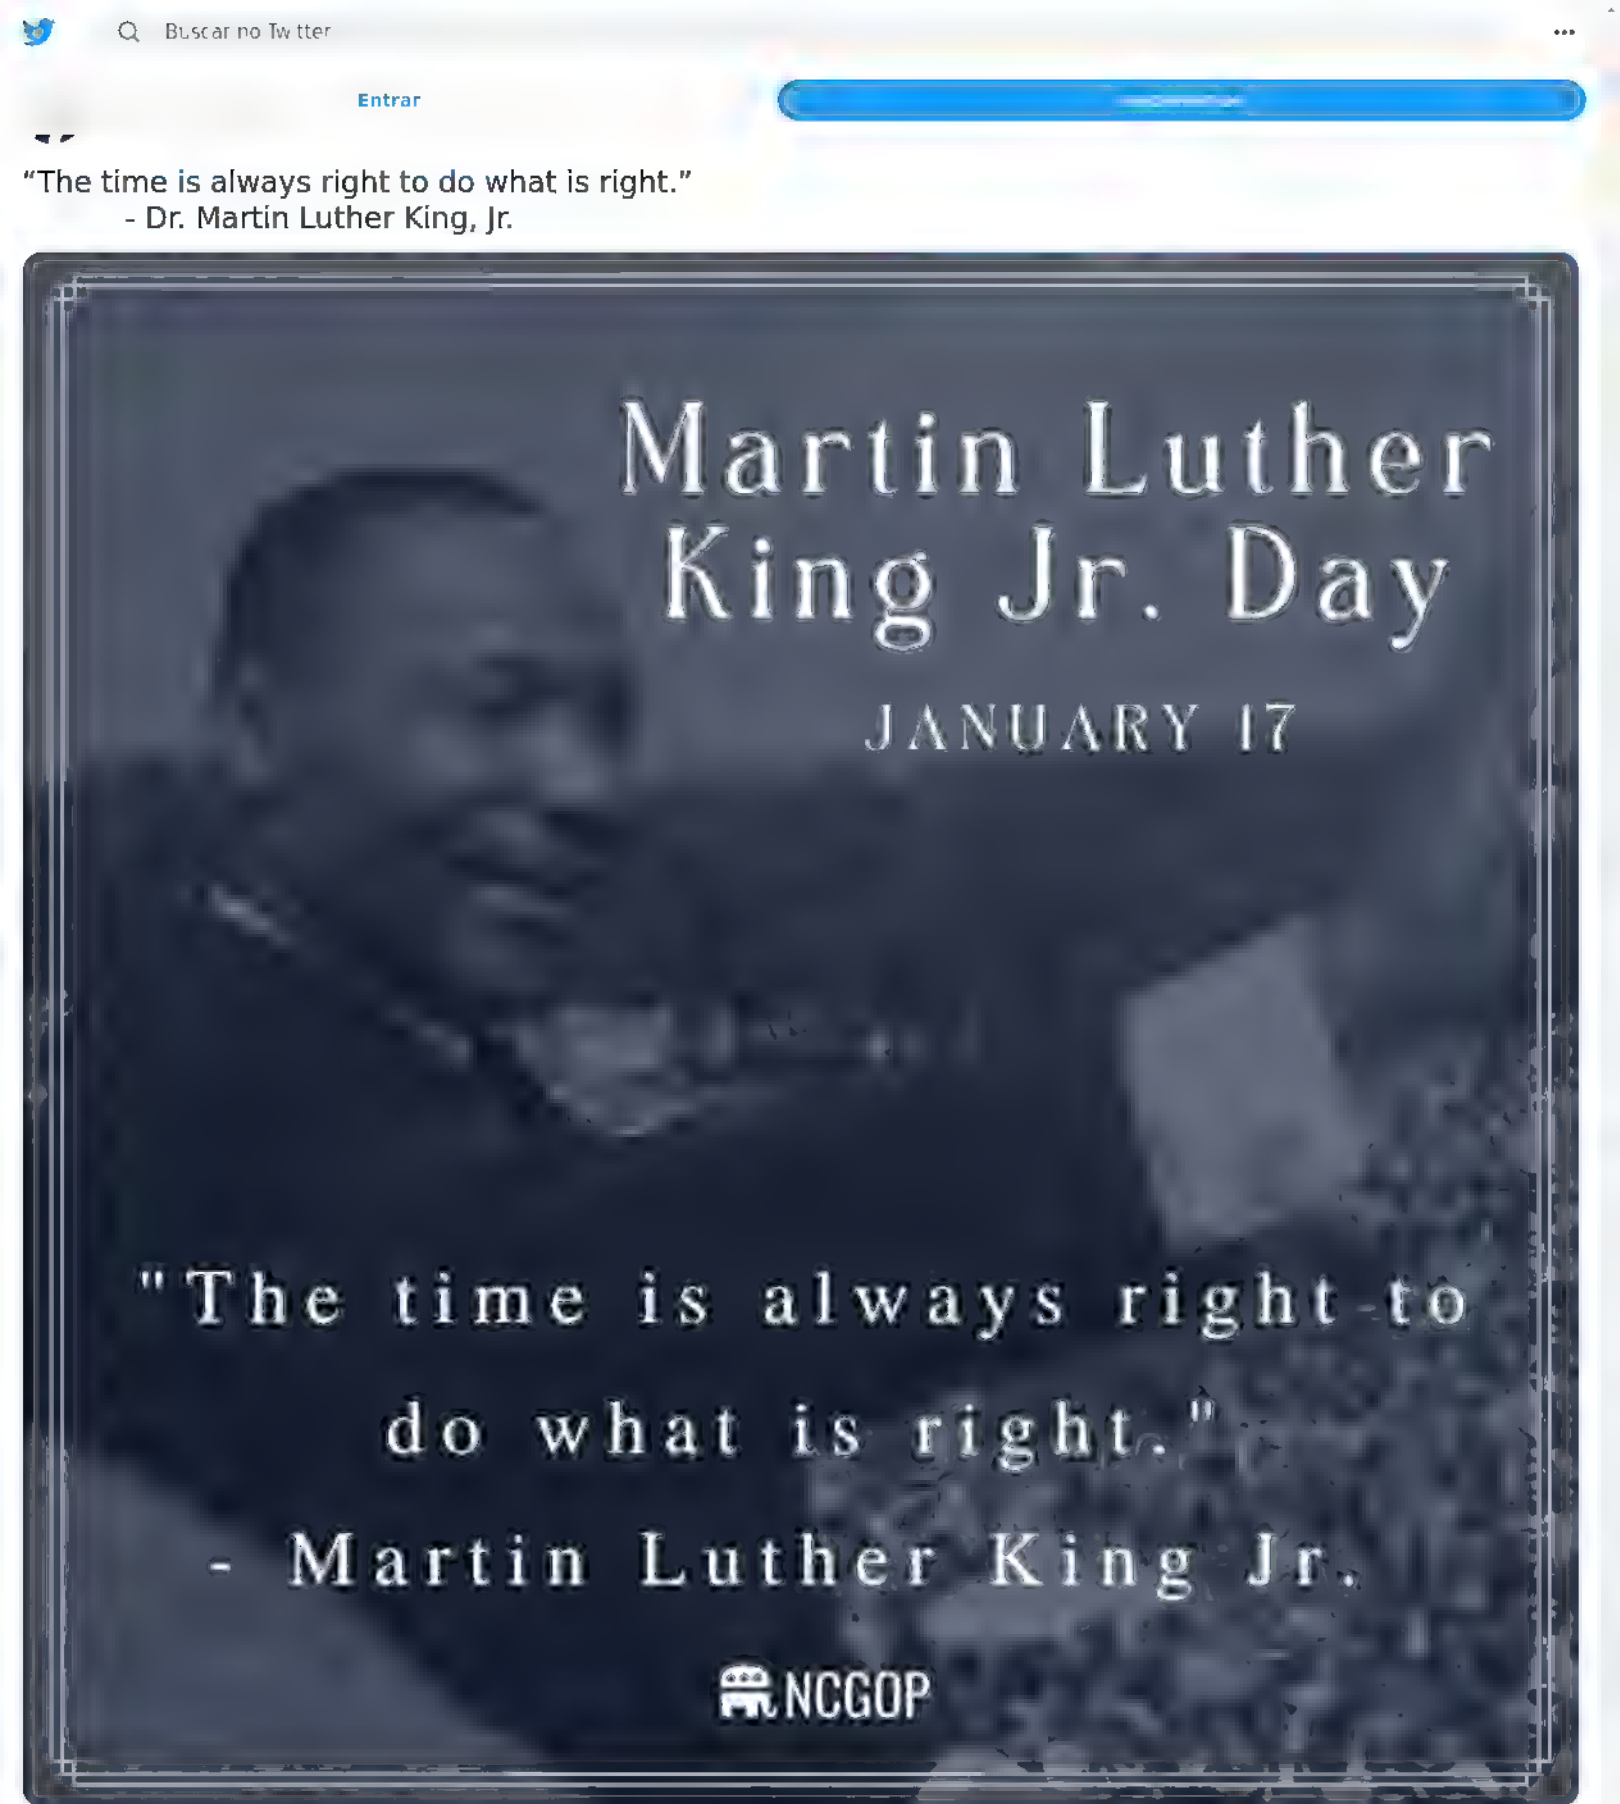 Buscar no Twitter
Entrar
“The time is always right to do what is right.”
- Dr. Martin Luther King, Jr.
Martin Luther
King Jr. Day
JANUARY 17
"The time is always right to
do what is right."
- Martin Luther King Jr.
NCGOP